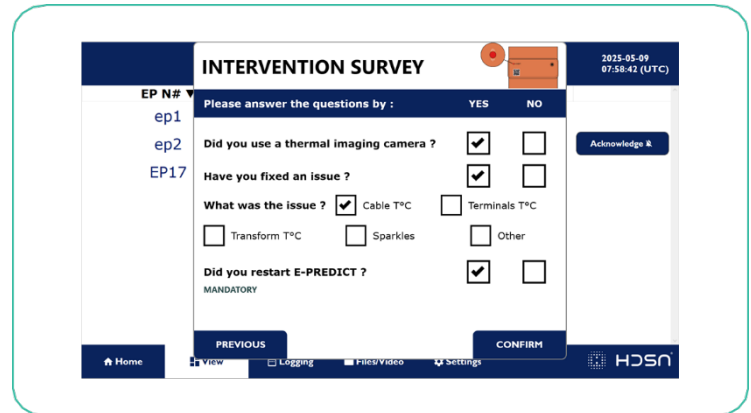 INTERVENTION SURVEY
2025-05-09
07:58:42 (UTC)
EP N# ▼
Please answer the questions by : YES NO
ep1
Did you use a thermal imaging camera ?
ep2
Acknowledge
Have you fixed an issue ?
EP17
What was the issue ? Cable T°C Terminals T°C
Transform T°C Sparkles Other
Did you restart E-PREDICT ?
MANDATORY
PREVIOUS CONFIRM
Home View Logging Files/Video Settings
HDSN